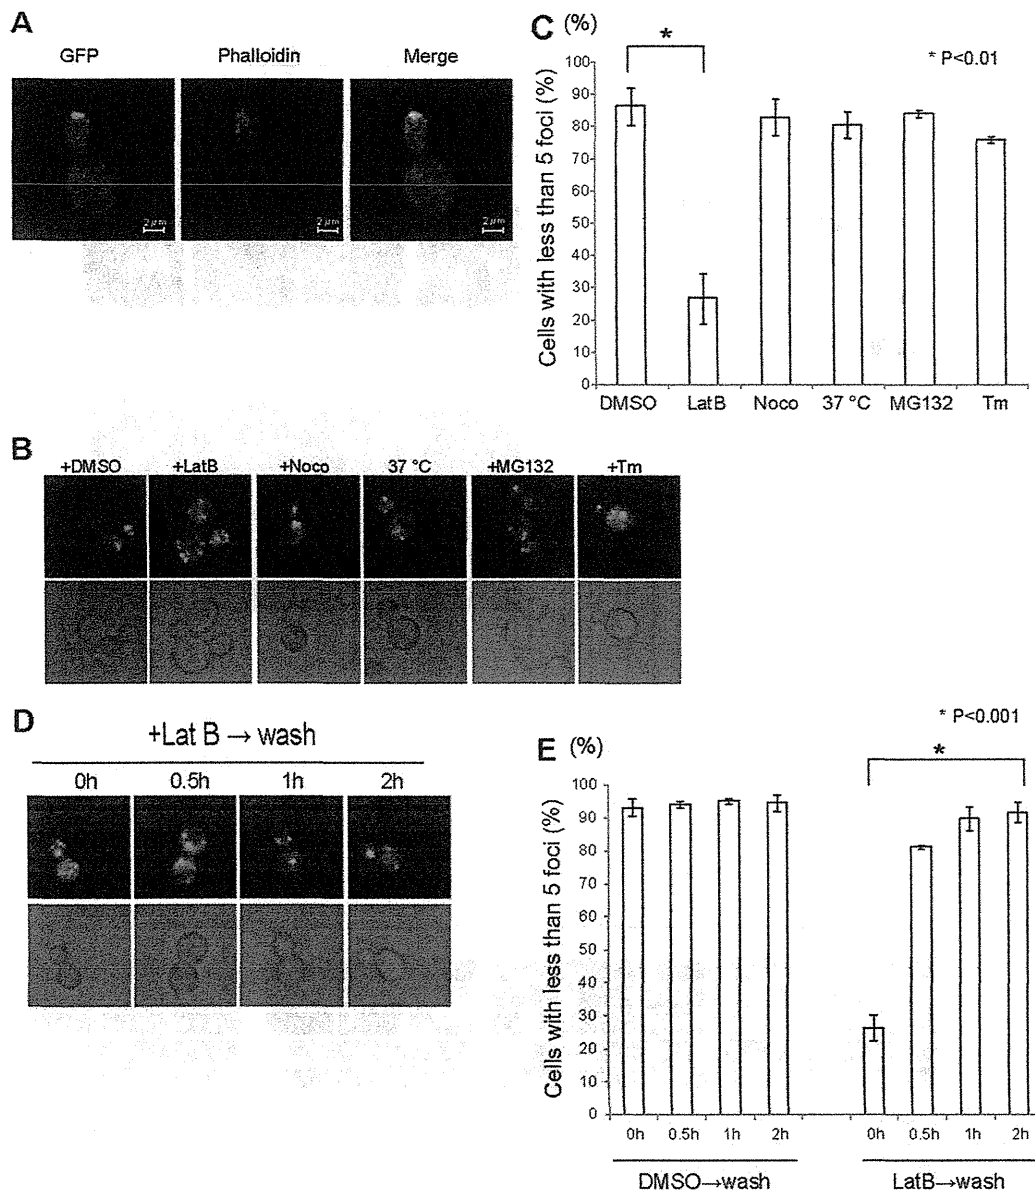 A
GFP Phalloidin Merge
2 μm 2 μm 2 μm
C (%)
* * P<0.01
Cells with less than 5 foci (%)
100
90
80
70
60
50
40
30
20
10
0
DMSO LatB Noco 37 °C MG132 Tm
B
+DMSO +LatB +Noco 37 °C +MG132 +Tm
D
+Lat B → wash
0h 0.5h 1h 2h
E (%)
* P<0.001
*
Cells with less than 5 foci (%)
100
90
80
70
60
50
40
30
20
10
0
0h 0.5h 1h 2h 0h 0.5h 1h 2h
DMSO→wash LatB→wash